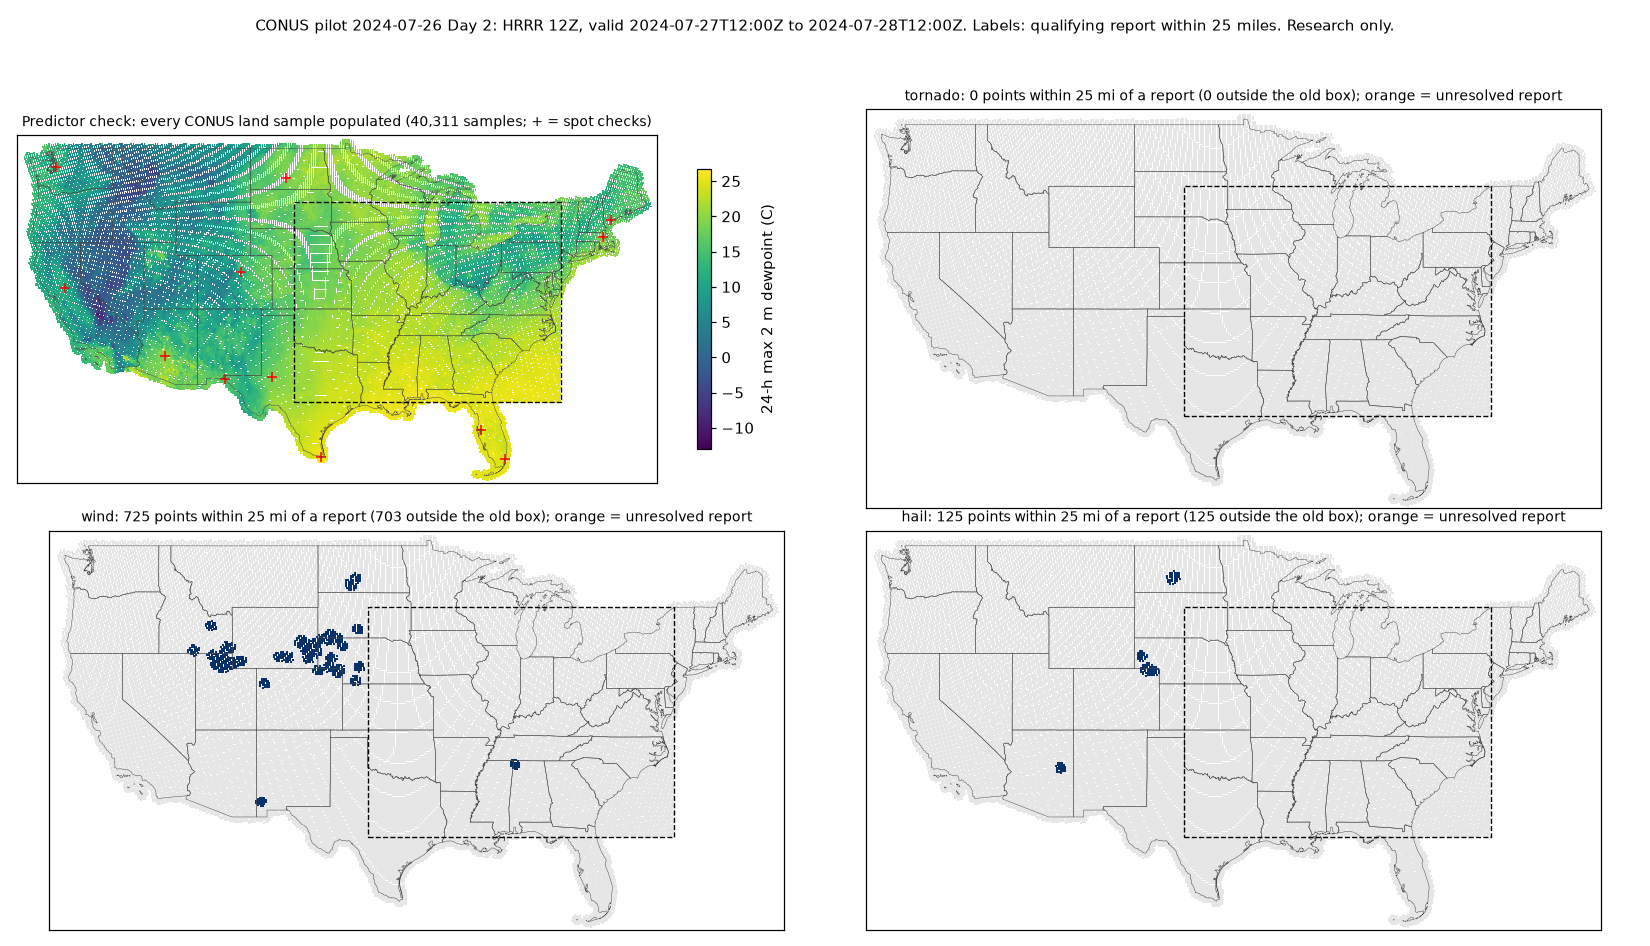 CONUS pilot 2024-07-26 Day 2: HRRR 12Z, valid 2024-07-27T12:00Z to 2024-07-28T12:00Z. Labels: qualifying report within 25 miles. Research only.
Predictor check: every CONUS land sample populated (40,311 samples; + = spot checks)
25
20
15
10
5
0
−5
−10
24-h max 2 m dewpoint (C)
tornado: 0 points within 25 mi of a report (0 outside the old box); orange = unresolved report
wind: 725 points within 25 mi of a report (703 outside the old box); orange = unresolved report
hail: 125 points within 25 mi of a report (125 outside the old box); orange = unresolved report